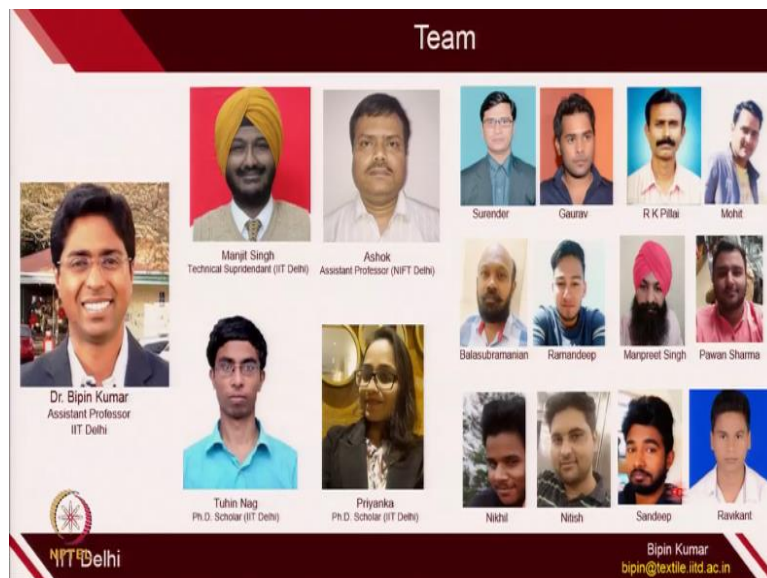 Team
Manjit Singh
Technical Supridendant (IIT Delhi)
Ashok
Assistant Professor (NIFT Delhi)
Surender
Gaurav
R K Pillai
Mohit
Dr. Bipin Kumar
Assistant Professor
IIT Delhi
Balasubramanian
Ramandeep
Manpreet Singh
Pawan Sharma
Tuhin Nag
Ph.D. Scholar (IIT Delhi)
Priyanka
Ph.D. Scholar (IIT Delhi)
Nikhil
Nitish
Sandeep
Ravikant
NPTEL
IIT Delhi
Bipin Kumar
bipin@textile.iitd.ac.in